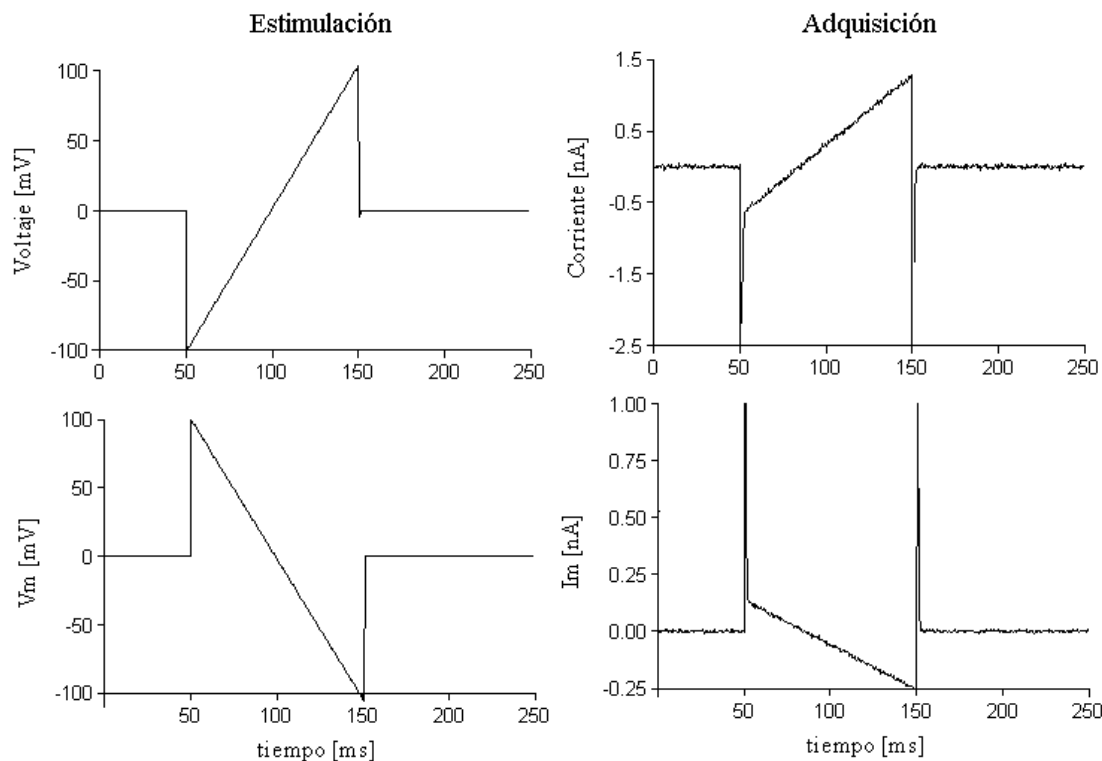 Estimulación
Adquisición
Voltaje [mV]
100
50
0
-50
-100
0 50 100 150 200 250
Corriente [nA]
1.5
0.5
-0.5
-1.5
-2.5
0 50 100 150 200 250
Vm [mV]
100
50
0
-50
-100
50 100 150 200 250
tiempo [ms]
Im [nA]
1.00
0.75
0.50
0.25
0.00
-0.25
50 100 150 200 250
tiempo [ms]